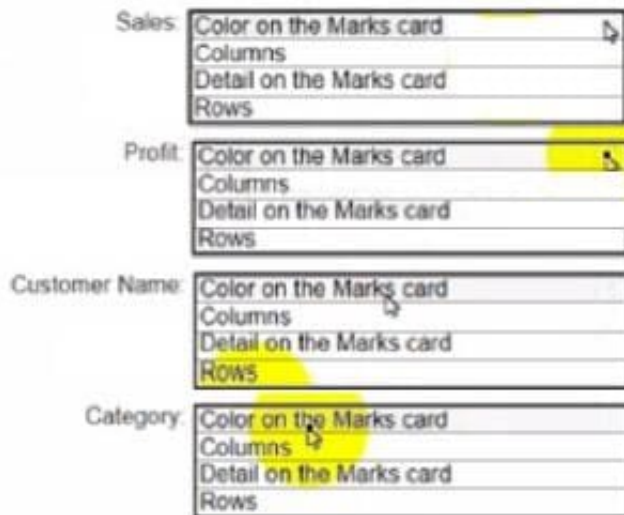 Sales: Color on the Marks card
Columns
Detail on the Marks card
Rows
Profit: Color on the Marks card
Columns
Detail on the Marks card
Rows
Customer Name: Color on the Marks card
Columns
Detail on the Marks card
Rows
Category: Color on the Marks card
Columns
Detail on the Marks card
Rows